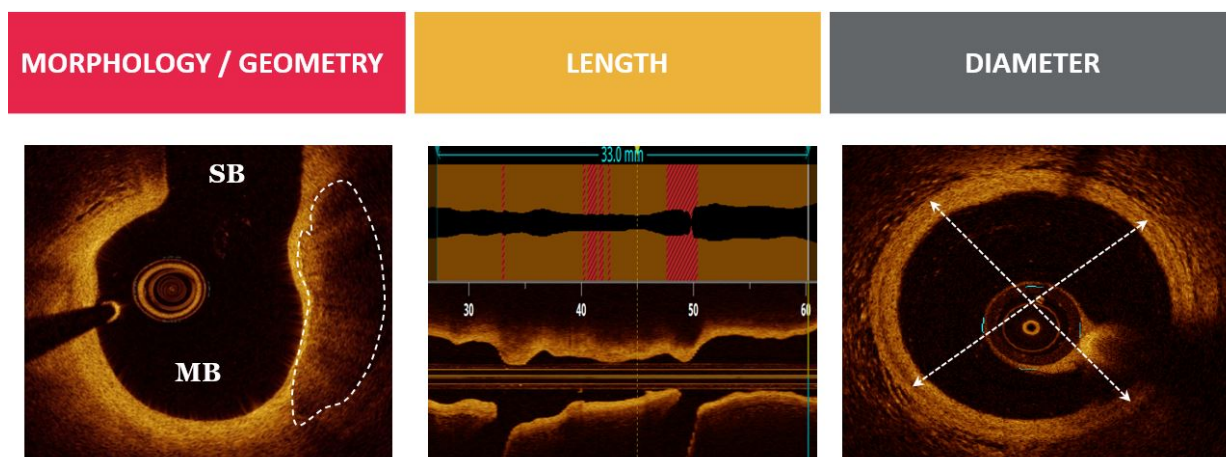 MORPHOLOGY / GEOMETRY
LENGTH
DIAMETER
SB
MB
33.0 mm
30 40 50 60